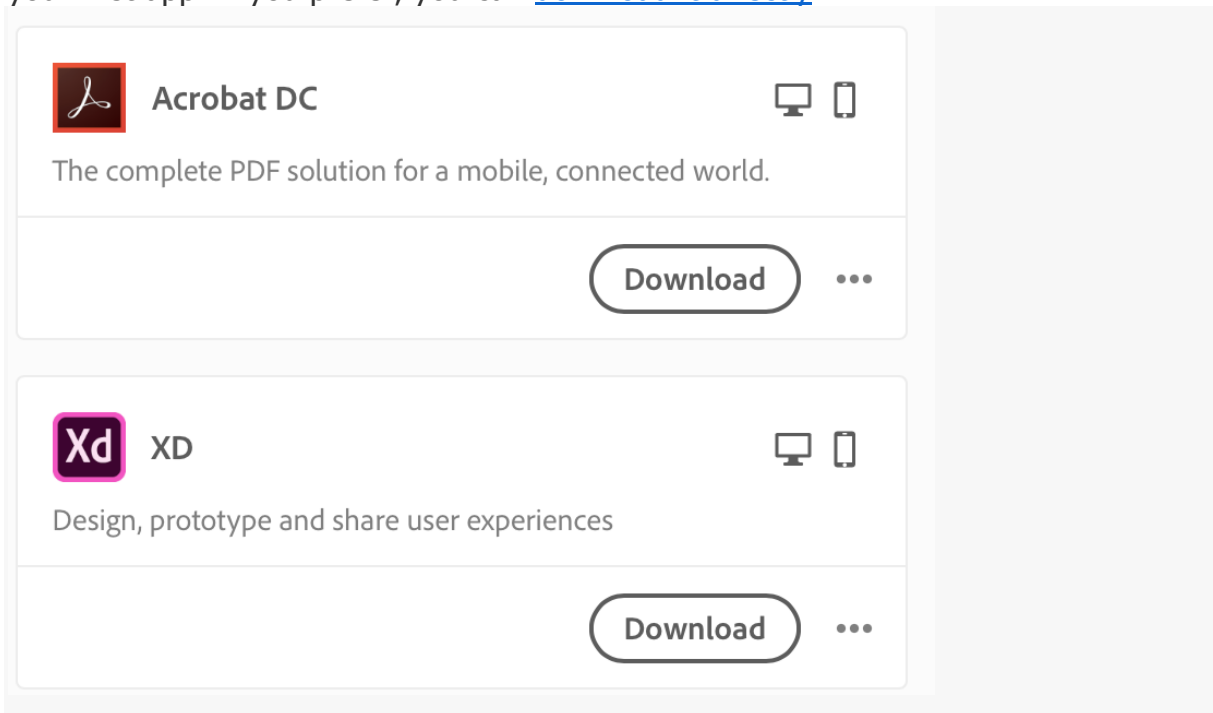 Acrobat DC
The complete PDF solution for a mobile, connected world.
Download
Xd XD
Design, prototype and share user experiences
Download